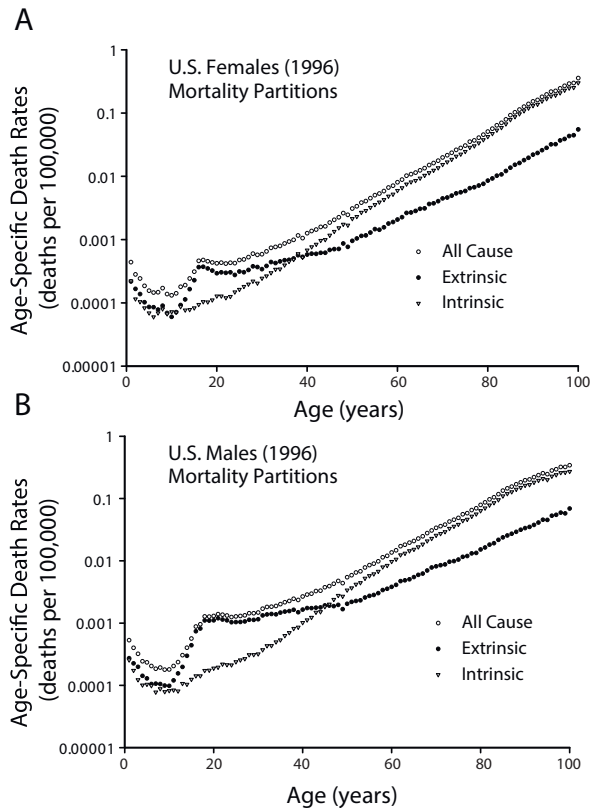 A
U.S. Females (1996)
Mortality Partitions
Age-Specific Death Rates
(deaths per 100,000)
1
0.1
0.01
0.001
0.0001
0.00001
All Cause
Extrinsic
Intrinsic
0 20 40 60 80 100
Age (years)
B
U.S. Males (1996)
Mortality Partitions
Age-Specific Death Rates
(deaths per 100,000)
1
0.1
0.01
0.001
0.0001
0.00001
All Cause
Extrinsic
Intrinsic
0 20 40 60 80 100
Age (years)